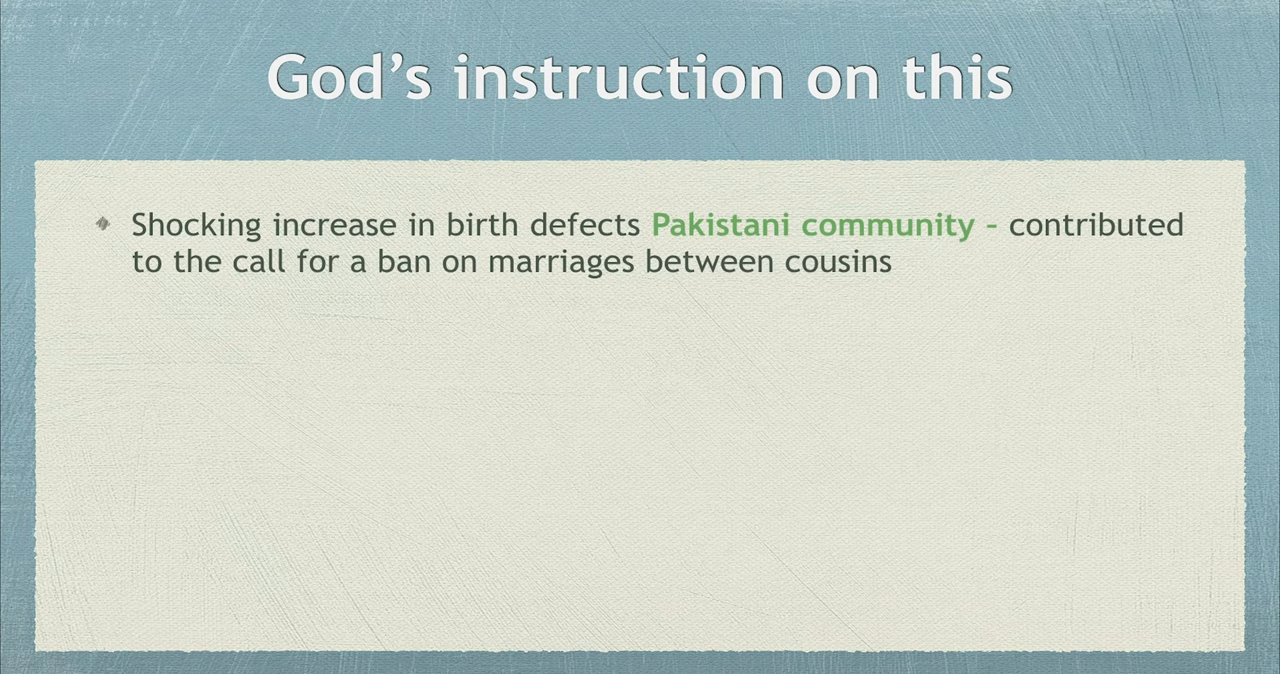 God’s instruction on this
Shocking increase in birth defects Pakistani community – contributed
to the call for a ban on marriages between cousins